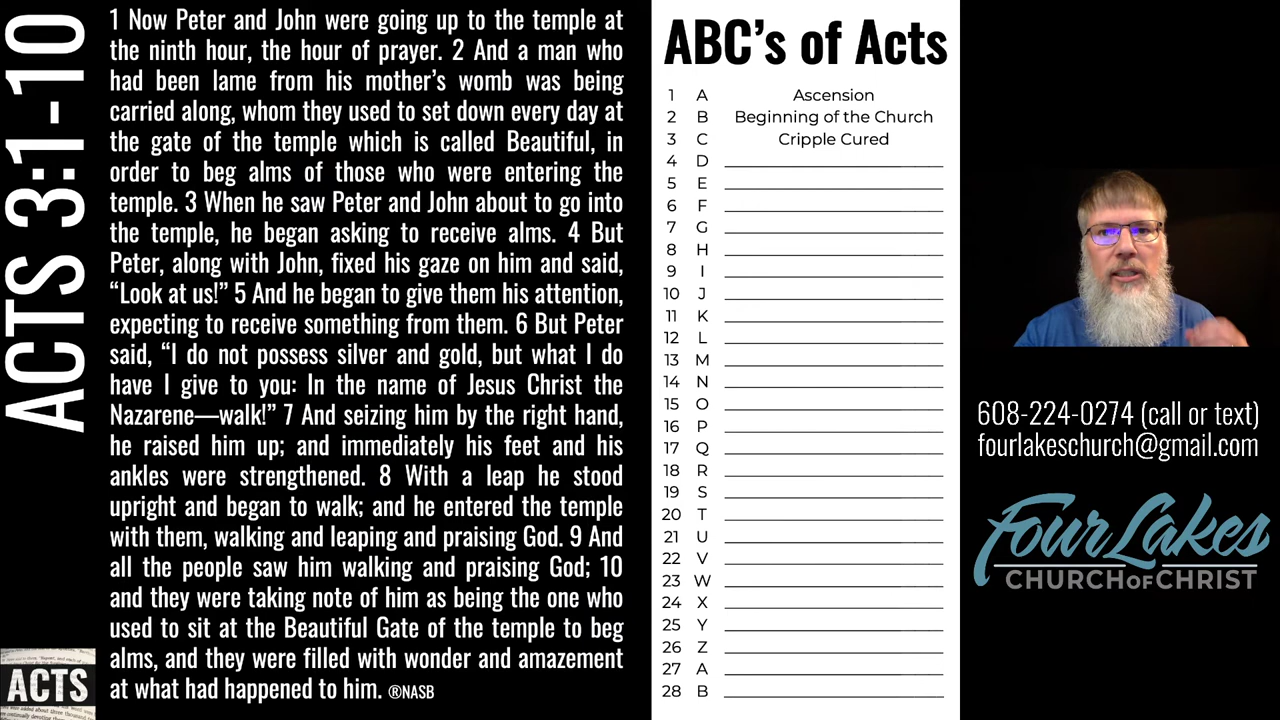 ACTS 3:1-10
1 Now Peter and John were going up to the temple at
the ninth hour, the hour of prayer. 2 And a man who
had been lame from his mother’s womb was being
carried along, whom they used to set down every day at
the gate of the temple which is called Beautiful, in
order to beg alms of those who were entering the
temple. 3 When he saw Peter and John about to go into
the temple, he began asking to receive alms. 4 But
Peter, along with John, fixed his gaze on him and said,
“Look at us!” 5 And he began to give them his attention,
expecting to receive something from them. 6 But Peter
said, “I do not possess silver and gold, but what I do
have I give to you: In the name of Jesus Christ the
Nazarene—walk!” 7 And seizing him by the right hand,
he raised him up; and immediately his feet and his
ankles were strengthened. 8 With a leap he stood
upright and began to walk; and he entered the temple
with them, walking and leaping and praising God. 9 And
all the people saw him walking and praising God; 10
and they were taking note of him as being the one who
used to sit at the Beautiful Gate of the temple to beg
alms, and they were filled with wonder and amazement
at what had happened to him. ®NASB
ACTS
ABC’s of Acts
1 A Ascension
2 B Beginning of the Church
3 C Cripple Cured
4 D
5 E
6 F
7 G
8 H
9 I
10 J
11 K
12 L
13 M
14 N
15 O
16 P
17 Q
18 R
19 S
20 T
21 U
22 V
23 W
24 X
25 Y
26 Z
27 A
28 B
608-224-0274 (call or text)
fourlakeschurch@gmail.com
Four Lakes
CHURCH OF CHRIST